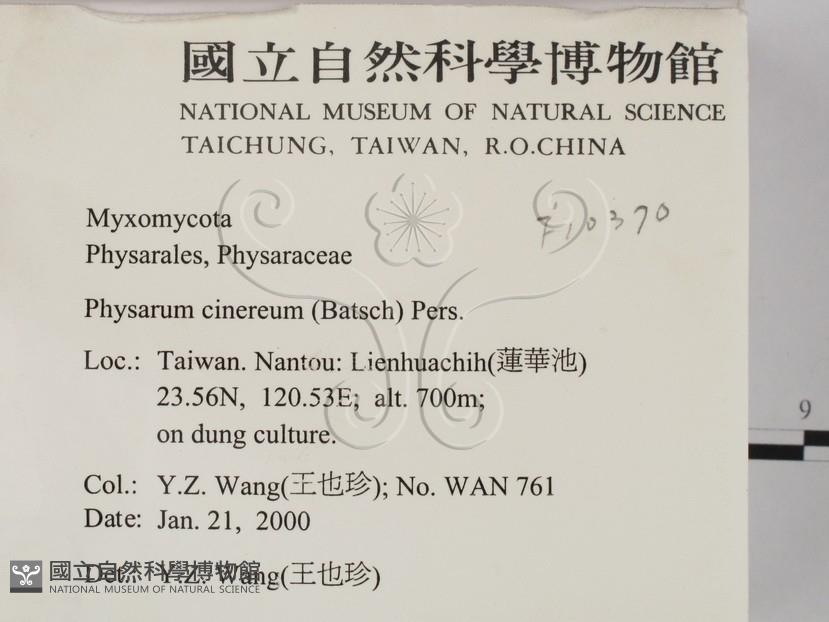 國立自然科學博物館
NATIONAL MUSEUM OF NATURAL SCIENCE
TAICHUNG, TAIWAN, R.O.CHINA
Myxomycota
Physarales, Physaraceae
Physarum cinereum (Batsch) Pers.
Loc.: Taiwan. Nantou: Lienhuachih(蓮華池)
23.56N, 120.53E; alt. 700m;
on dung culture.
Col.: Y.Z. Wang(王也珍); No. WAN 761
Date: Jan. 21, 2000
Det.: Y.Z. Wang(王也珍)
國立自然科學博物館
NATIONAL MUSEUM OF NATURAL SCIENCE
9